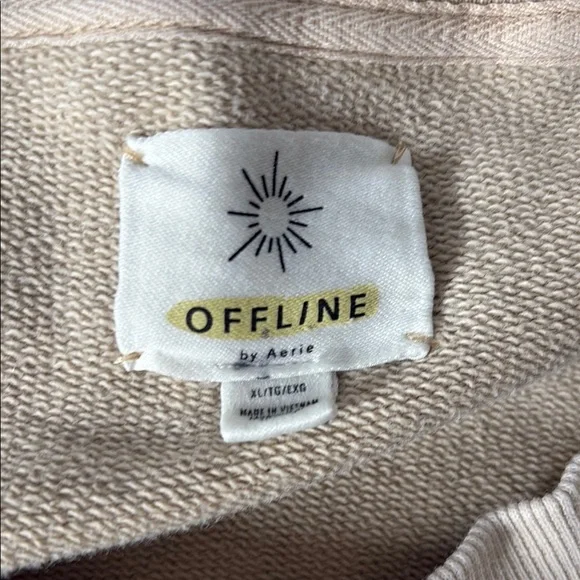 OFFLINE
by Aerie
XL/TG/EXG
MADE IN VIETNAM